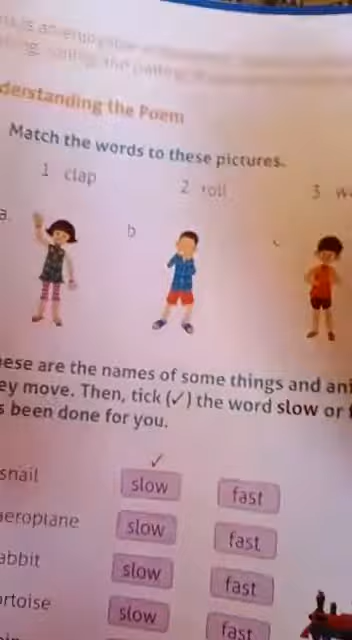 derstanding the Poem
Match the words to these pictures.
1 clap 2 roll 3 w
a. b c
ese are the names of some things and ani
ey move. Then, tick (✓) the word slow or f
s been done for you.
✓
snail slow fast
aeroplane slow fast
abbit slow fast
ortoise slow fast